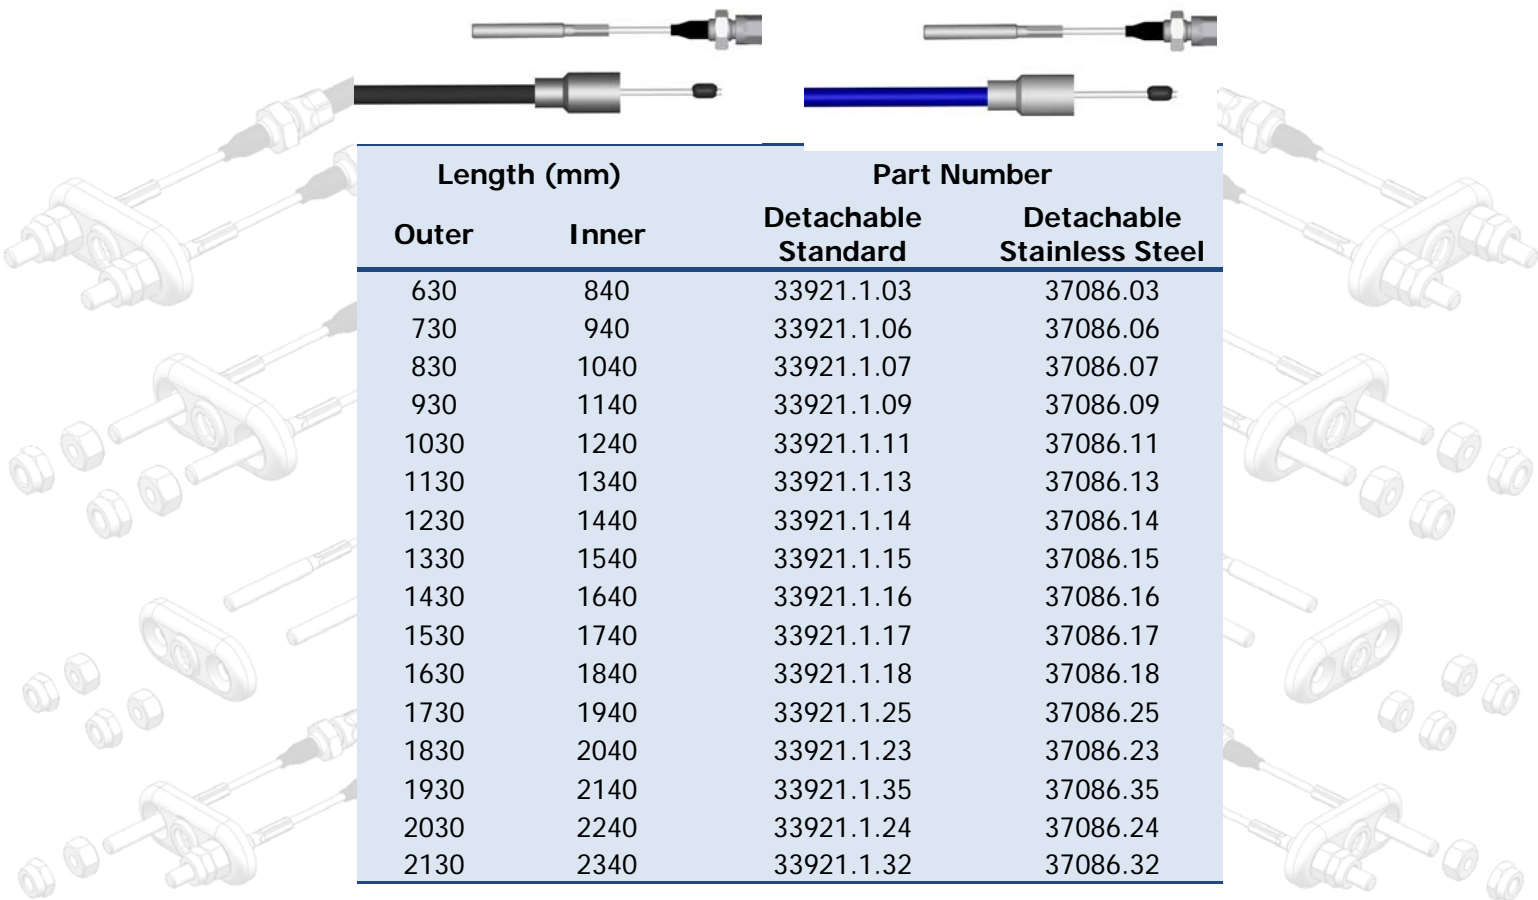 Length (mm) Part Number
Outer Inner Detachable Standard Detachable Stainless Steel
630 840 33921.1.03 37086.03
730 940 33921.1.06 37086.06
830 1040 33921.1.07 37086.07
930 1140 33921.1.09 37086.09
1030 1240 33921.1.11 37086.11
1130 1340 33921.1.13 37086.13
1230 1440 33921.1.14 37086.14
1330 1540 33921.1.15 37086.15
1430 1640 33921.1.16 37086.16
1530 1740 33921.1.17 37086.17
1630 1840 33921.1.18 37086.18
1730 1940 33921.1.25 37086.25
1830 2040 33921.1.23 37086.23
1930 2140 33921.1.35 37086.35
2030 2240 33921.1.24 37086.24
2130 2340 33921.1.32 37086.32